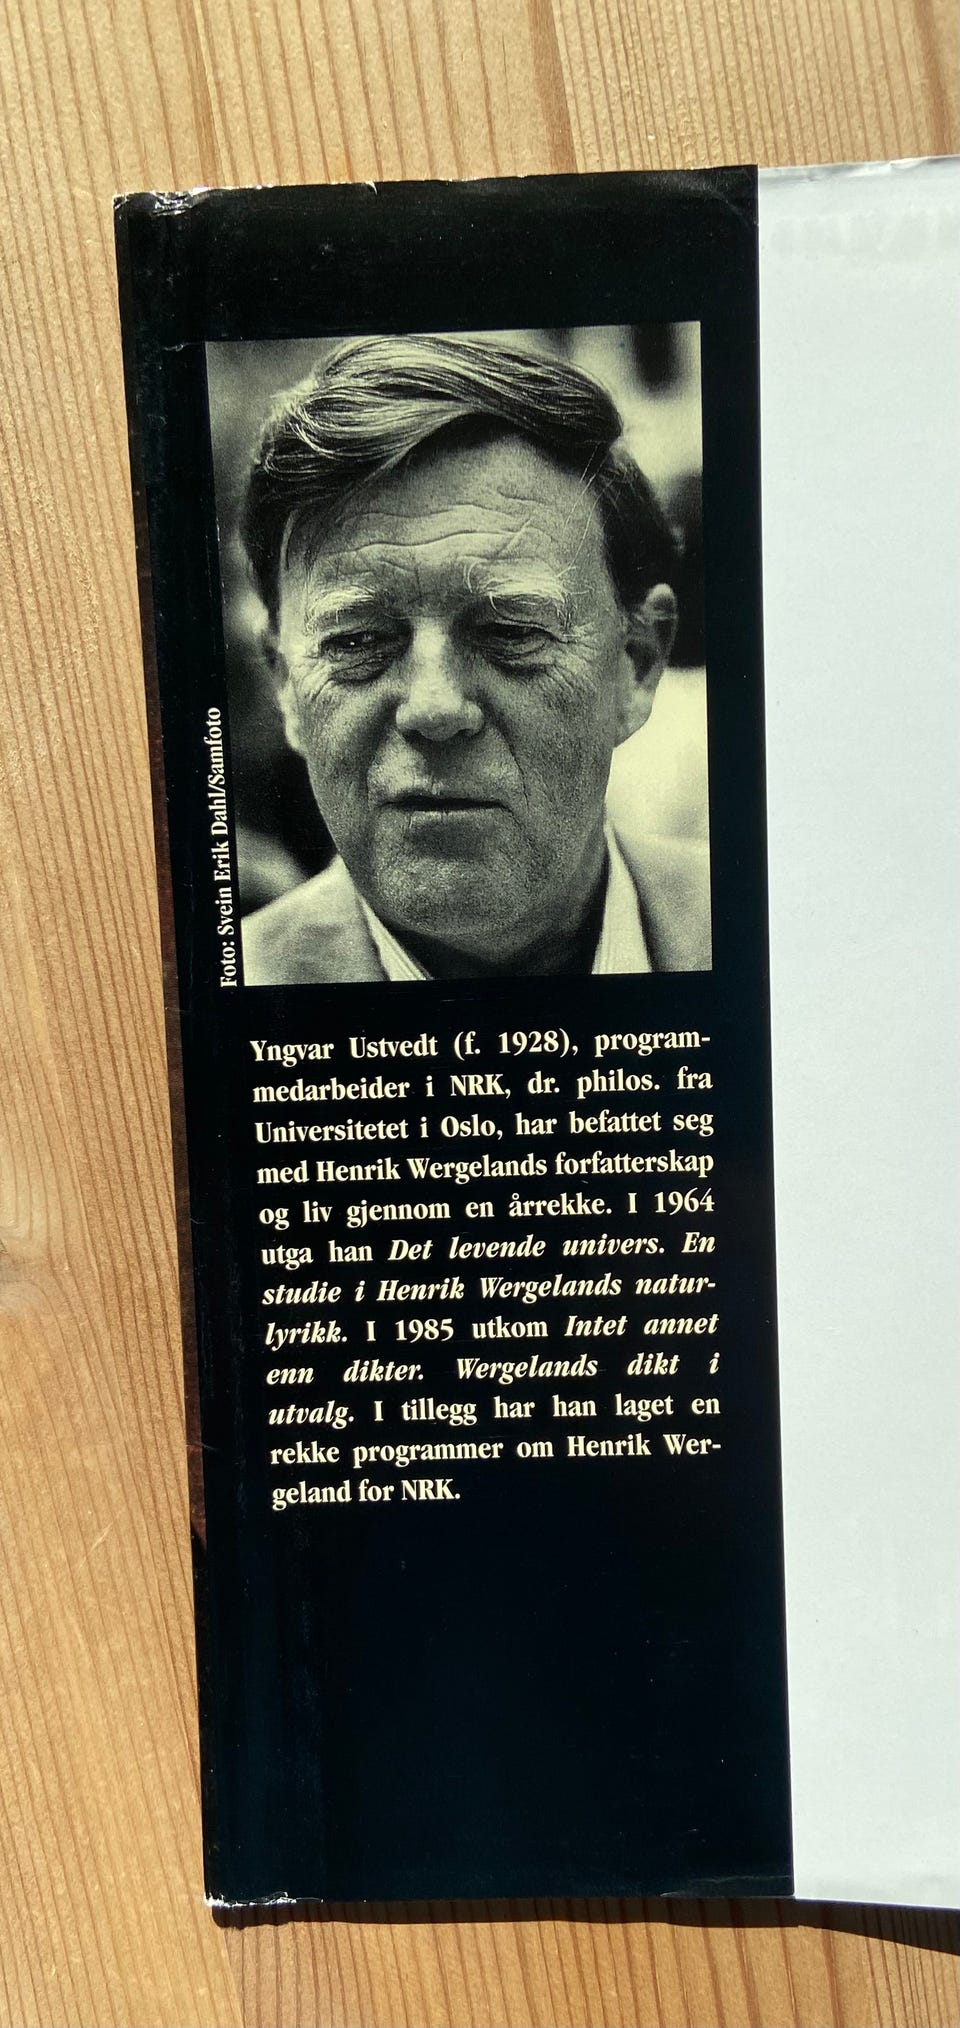 Foto: Svein Erik Dahl/Samfoto
Yngvar Ustvedt (f. 1928), program-
medarbeider i NRK, dr. philos. fra
Universitetet i Oslo, har befattet seg
med Henrik Wergelands forfatterskap
og liv gjennom en årrekke. I 1964
utga han Det levende univers. En
studie i Henrik Wergelands natur-
lyrikk. I 1985 utkom Intet annet
enn dikter. Wergelands dikt i
utvalg. I tillegg har han laget en
rekke programmer om Henrik Wer-
geland for NRK.